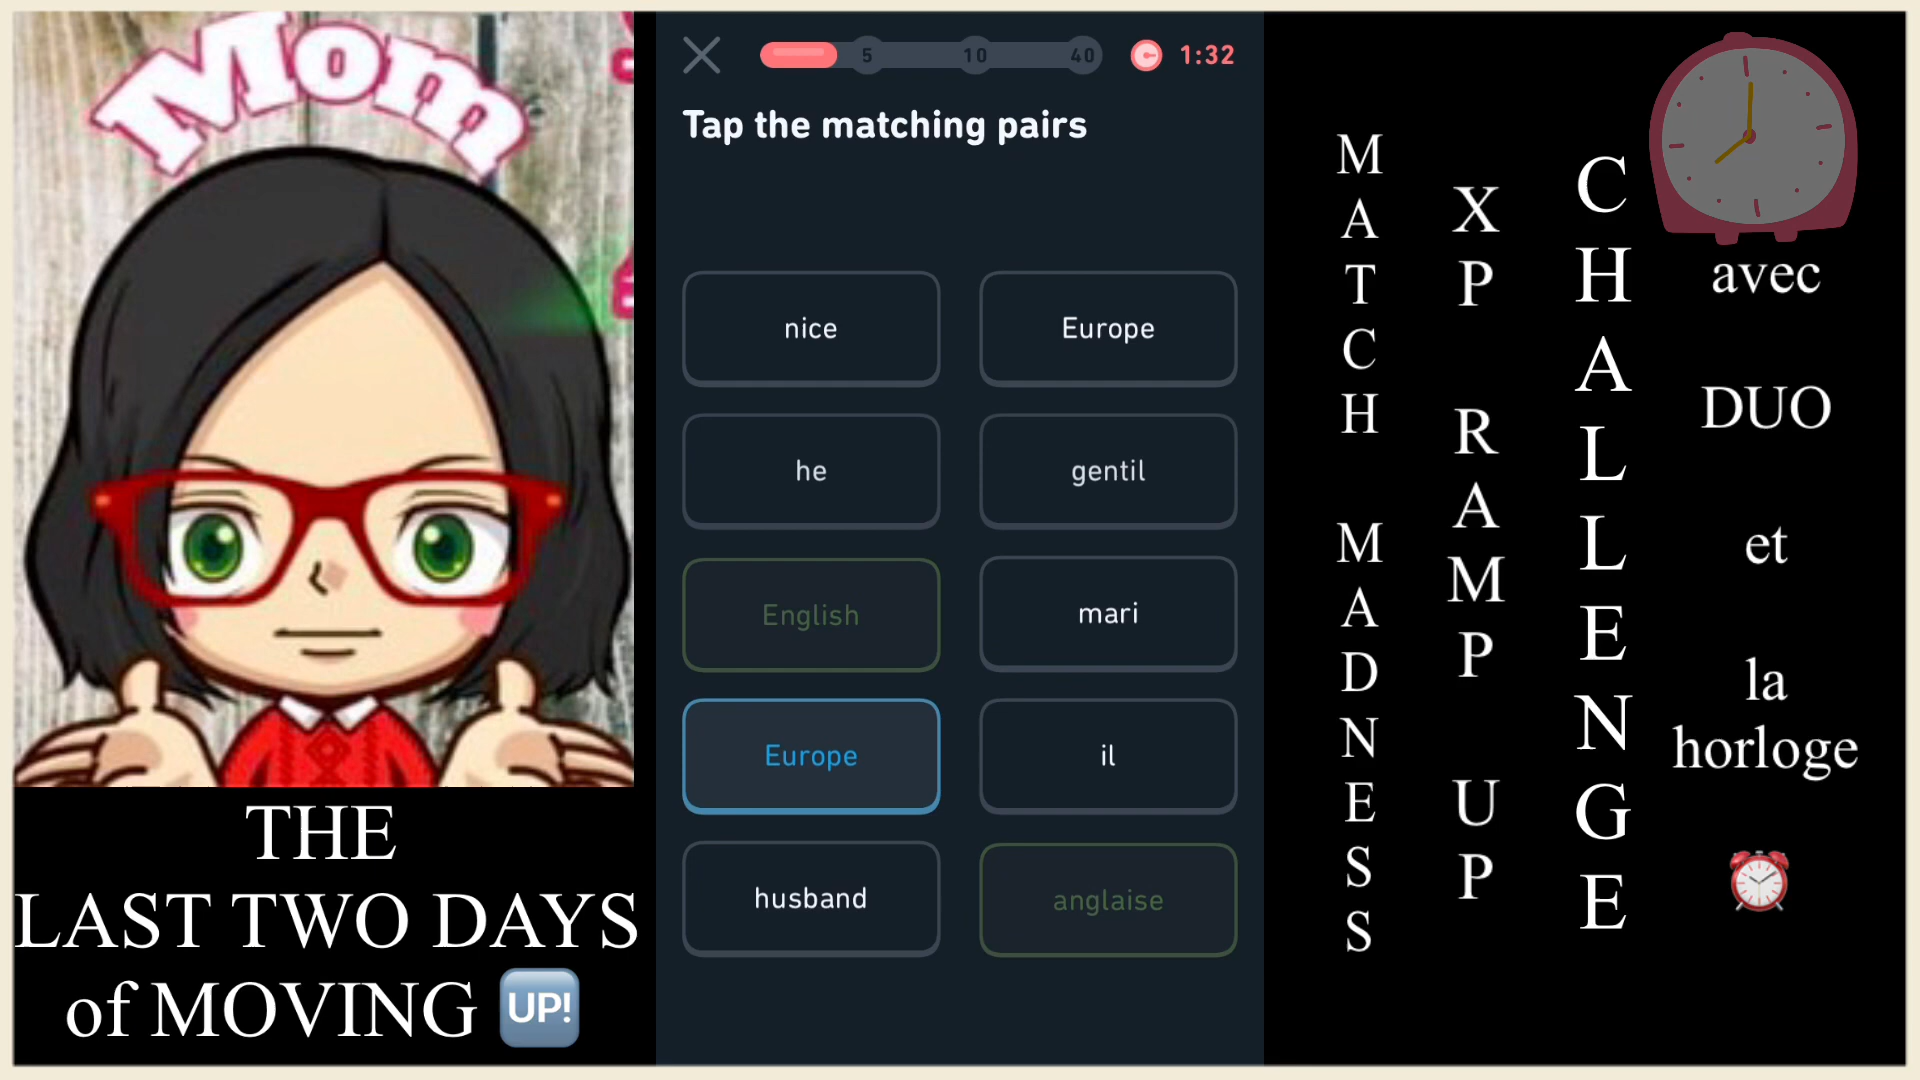 Mom
THE
LAST TWO DAYS
of MOVING UP!
5 10 40 1:32
Tap the matching pairs
nice Europe
he gentil
English mari
Europe il
husband anglaise
MATCH MADNESS
XP RAMP UP
CHALLENGE
avec
DUO
et
la
horloge